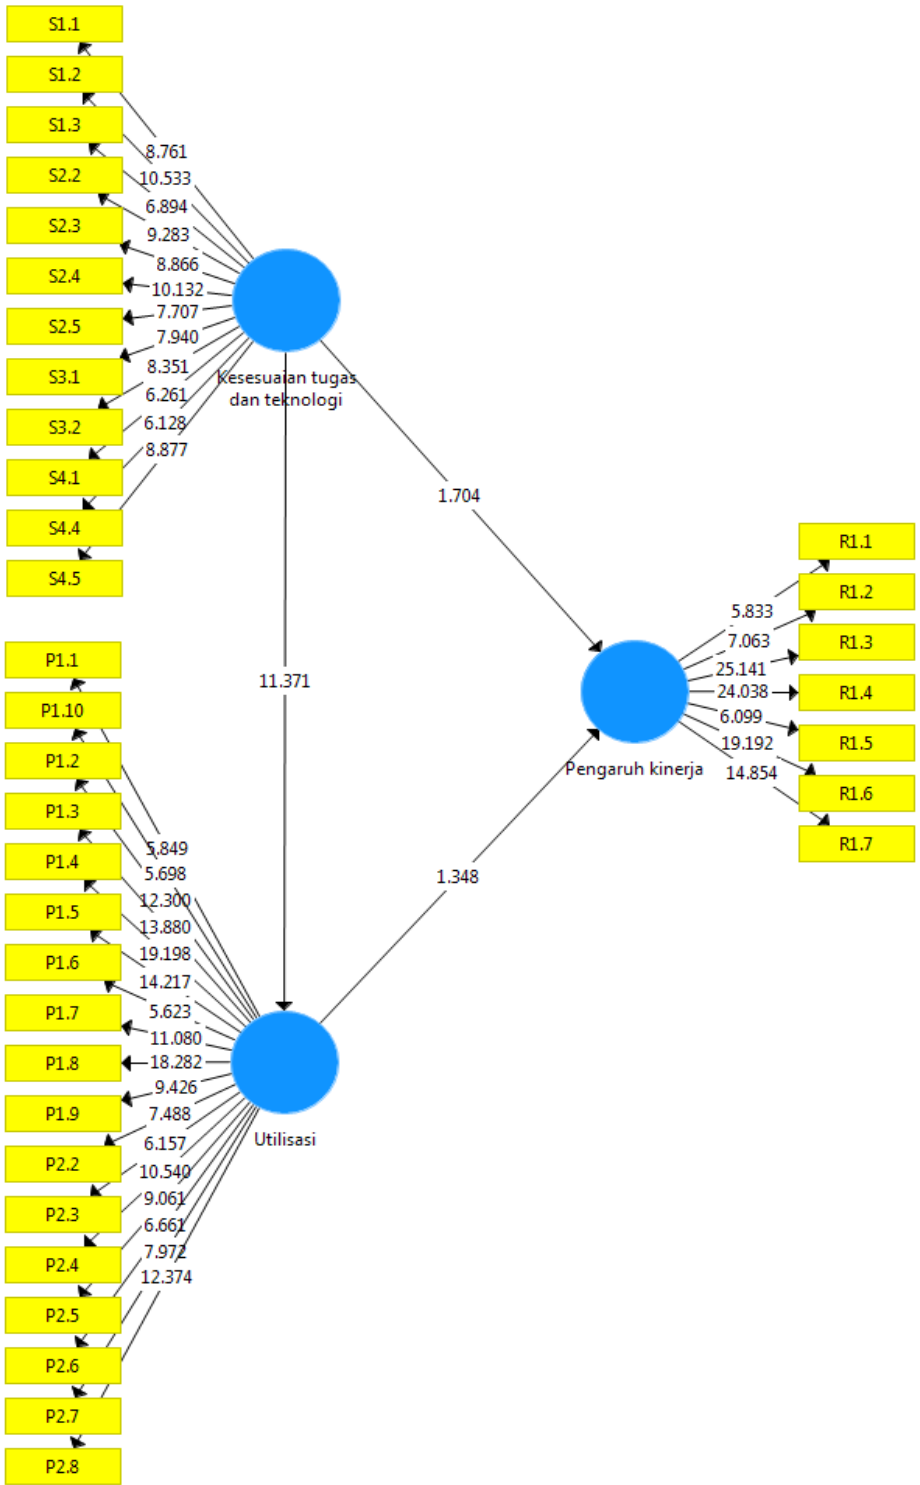 S1.1
S1.2
S1.3
S2.2
S2.3
S2.4
S2.5
S3.1
S3.2
S4.1
S4.4
S4.5
8.761
10.533
6.894
9.283
8.866
10.132
7.707
7.940
8.351
6.261
6.128
8.877
Kesesuaian tugas
dan teknologi
1.704
11.371
1.348
R1.1
R1.2
R1.3
R1.4
R1.5
R1.6
R1.7
5.833
7.063
25.141
24.038
6.099
19.192
14.854
Pengaruh kinerja
P1.1
P1.10
P1.2
P1.3
P1.4
P1.5
P1.6
P1.7
P1.8
P1.9
P2.2
P2.3
P2.4
P2.5
P2.6
P2.7
P2.8
5.849
5.698
12.300
13.880
19.198
14.217
5.623
11.080
18.282
9.426
7.488
6.157
10.540
9.061
6.661
7.972
12.374
Utilisasi